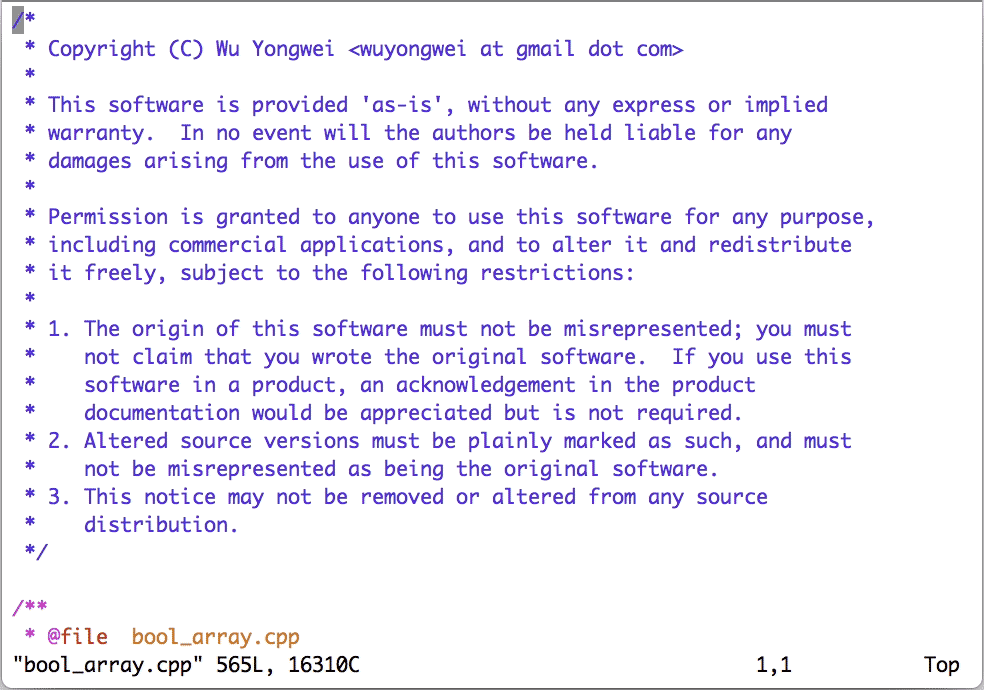 /*
 * Copyright (C) Wu Yongwei <wuyongwei at gmail dot com>
 *
 * This software is provided 'as-is', without any express or implied
 * warranty.  In no event will the authors be held liable for any
 * damages arising from the use of this software.
 *
 * Permission is granted to anyone to use this software for any purpose,
 * including commercial applications, and to alter it and redistribute
 * it freely, subject to the following restrictions:
 *
 * 1. The origin of this software must not be misrepresented; you must
 *    not claim that you wrote the original software.  If you use this
 *    software in a product, an acknowledgement in the product
 *    documentation would be appreciated but is not required.
 * 2. Altered source versions must be plainly marked as such, and must
 *    not be misrepresented as being the original software.
 * 3. This notice may not be removed or altered from any source
 *    distribution.
 */

/**
 * @file  bool_array.cpp
"bool_array.cpp" 565L, 16310C                                 1,1           Top